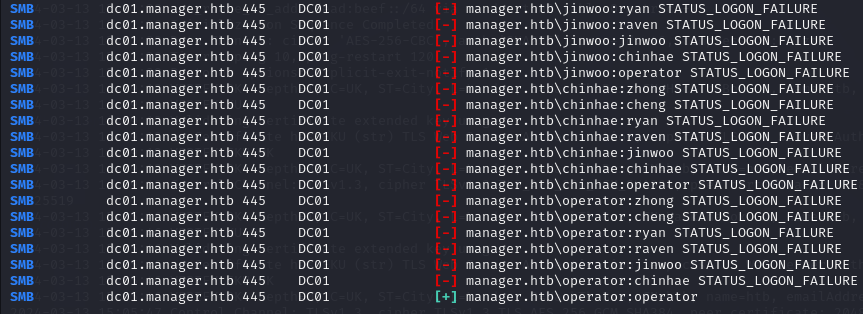 SMB dc01.manager.htb 445 DC01 [-] manager.htb\jinwoo:ryan STATUS_LOGON_FAILURE
SMB dc01.manager.htb 445 DC01 [-] manager.htb\jinwoo:raven STATUS_LOGON_FAILURE
SMB dc01.manager.htb 445 DC01 [-] manager.htb\jinwoo:jinwoo STATUS_LOGON_FAILURE
SMB dc01.manager.htb 445 DC01 [-] manager.htb\jinwoo:chinhae STATUS_LOGON_FAILURE
SMB dc01.manager.htb 445 DC01 [-] manager.htb\jinwoo:operator STATUS_LOGON_FAILURE
SMB dc01.manager.htb 445 DC01 [-] manager.htb\chinhae:zhong STATUS_LOGON_FAILURE
SMB dc01.manager.htb 445 DC01 [-] manager.htb\chinhae:cheng STATUS_LOGON_FAILURE
SMB dc01.manager.htb 445 DC01 [-] manager.htb\chinhae:ryan STATUS_LOGON_FAILURE
SMB dc01.manager.htb 445 DC01 [-] manager.htb\chinhae:raven STATUS_LOGON_FAILURE
SMB dc01.manager.htb 445 DC01 [-] manager.htb\chinhae:jinwoo STATUS_LOGON_FAILURE
SMB dc01.manager.htb 445 DC01 [-] manager.htb\chinhae:chinhae STATUS_LOGON_FAILURE
SMB dc01.manager.htb 445 DC01 [-] manager.htb\chinhae:operator STATUS_LOGON_FAILURE
SMB dc01.manager.htb 445 DC01 [-] manager.htb\operator:zhong STATUS_LOGON_FAILURE
SMB dc01.manager.htb 445 DC01 [-] manager.htb\operator:cheng STATUS_LOGON_FAILURE
SMB dc01.manager.htb 445 DC01 [-] manager.htb\operator:ryan STATUS_LOGON_FAILURE
SMB dc01.manager.htb 445 DC01 [-] manager.htb\operator:raven STATUS_LOGON_FAILURE
SMB dc01.manager.htb 445 DC01 [-] manager.htb\operator:jinwoo STATUS_LOGON_FAILURE
SMB dc01.manager.htb 445 DC01 [-] manager.htb\operator:chinhae STATUS_LOGON_FAILURE
SMB dc01.manager.htb 445 DC01 [+] manager.htb\operator:operator